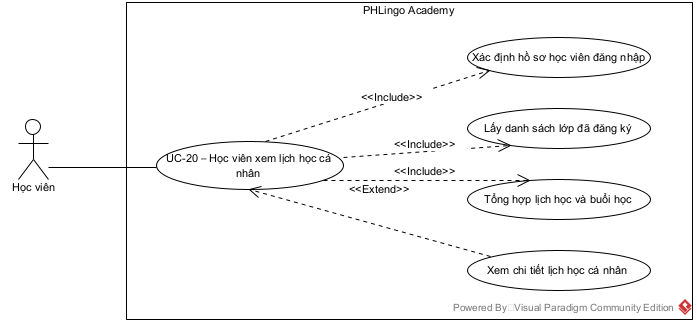 PHLingo Academy
Xác định hồ sơ học viên đăng nhập
<<Include>>
Lấy danh sách lớp đã đăng ký
<<Include>>
UC-20 – Học viên xem lịch học cá
nhân
<<Include>>
Học viên
<<Extend>>
Tổng hợp lịch học và buổi học
Xem chi tiết lịch học cá nhân
Powered By Visual Paradigm Community Edition